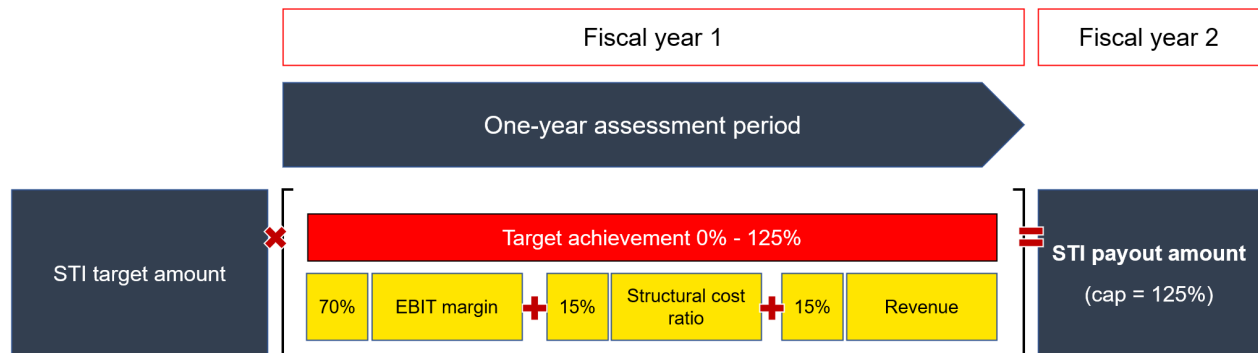 Fiscal year 1
Fiscal year 2
One-year assessment period
STI target amount
Target achievement 0% - 125%
70%
EBIT margin
15%
Structural cost
ratio
15%
Revenue
STI payout amount
(cap = 125%)